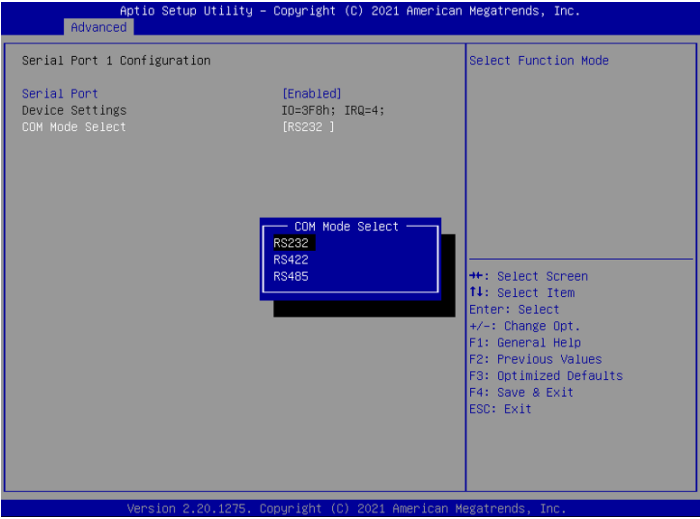 Aptio Setup Utility – Copyright (C) 2021 American Megatrends, Inc.
Advanced
Serial Port 1 Configuration
Serial Port [Enabled]
Device Settings IO=3F8h; IRQ=4;
COM Mode Select [RS232 ]
Select Function Mode
COM Mode Select
RS232
RS422
RS485
→←: Select Screen
↑↓: Select Item
Enter: Select
+/-: Change Opt.
F1: General Help
F2: Previous Values
F3: Optimized Defaults
F4: Save & Exit
ESC: Exit
Version 2.20.1275. Copyright (C) 2021 American Megatrends, Inc.